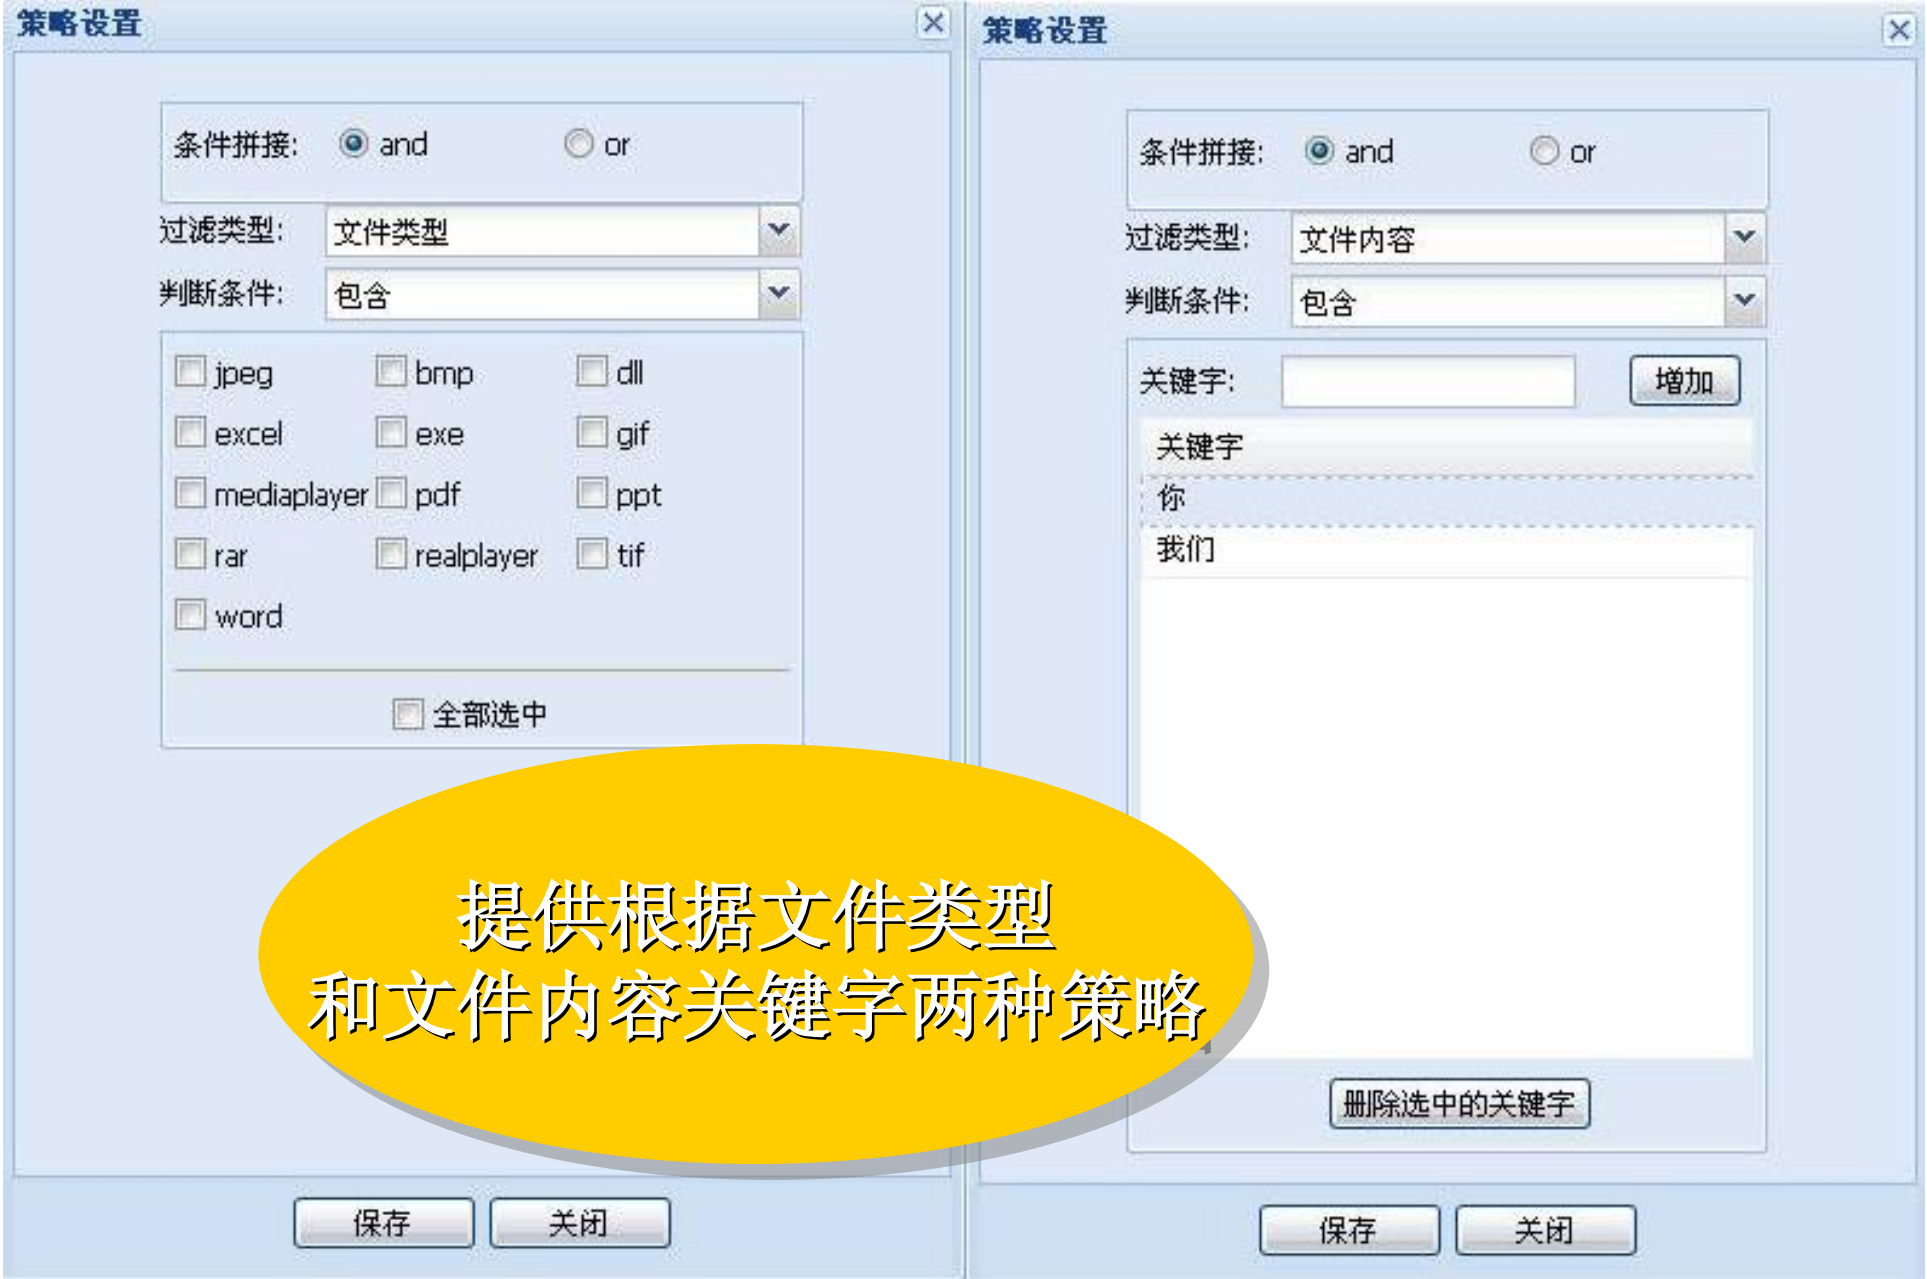 策略设置
条件拼接: and or
过滤类型: 文件类型
判断条件: 包含
jpeg bmp dll
excel exe gif
mediaplayer pdf ppt
rar realplayer tif
word
全部选中
保存 关闭
策略设置
条件拼接: and or
过滤类型: 文件内容
判断条件: 包含
关键字: 增加
关键字
你
我们
删除选中的关键字
保存 关闭
提供根据文件类型
和文件内容关键字两种策略